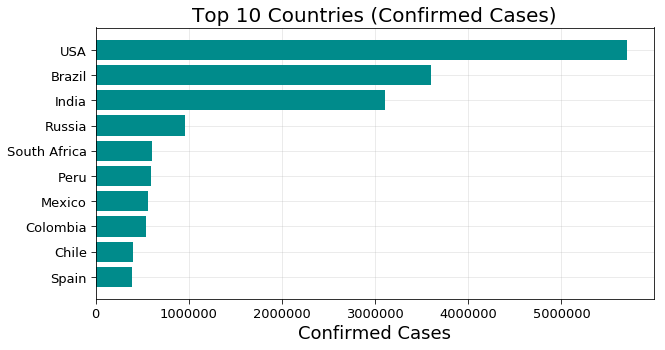 Top 10 Countries (Confirmed Cases)
USA
Brazil
India
Russia
South Africa
Peru
Mexico
Colombia
Chile
Spain
0 1000000 2000000 3000000 4000000 5000000
Confirmed Cases